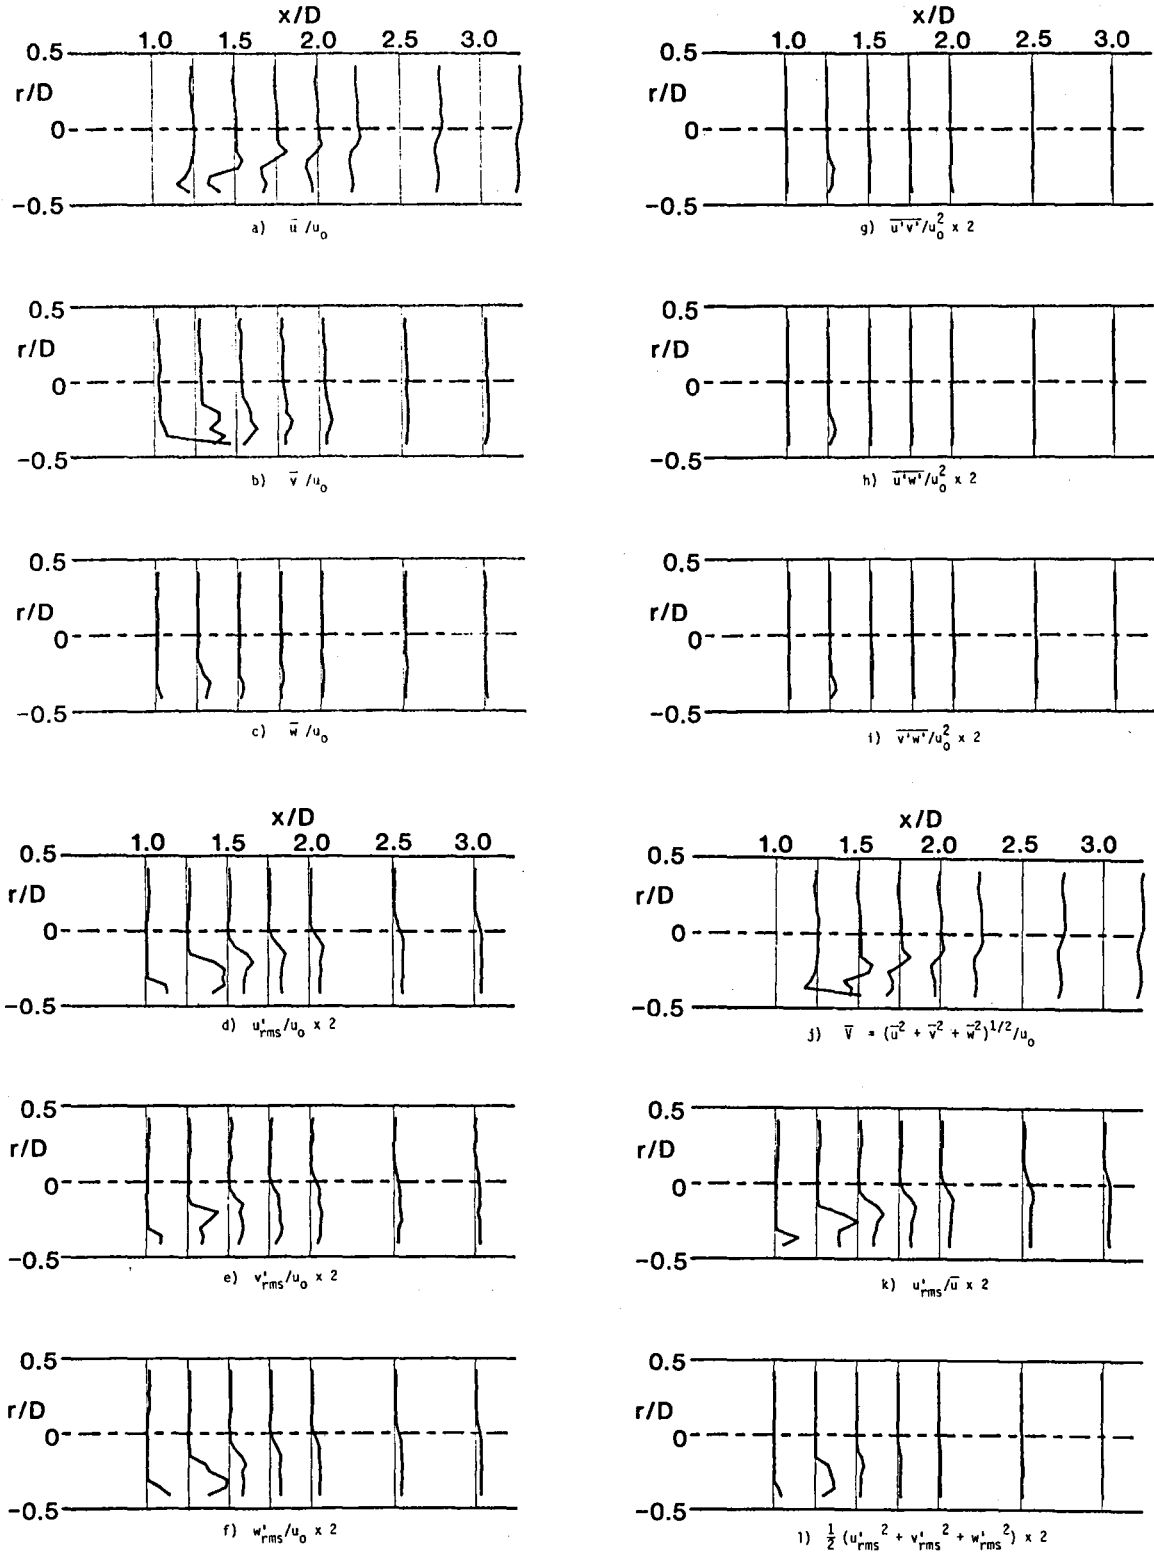 x/D
1.0 1.5 2.0 2.5 3.0
0.5
r/D
0
-0.5
a) u̅ /u₀
0.5
r/D
0
-0.5
b) v̅ /u₀
0.5
r/D
0
-0.5
c) w̅ /u₀
x/D
1.0 1.5 2.0 2.5 3.0
0.5
r/D
0
-0.5
d) u'rms/u₀ x 2
0.5
r/D
0
-0.5
e) v'rms/u₀ x 2
0.5
r/D
0
-0.5
f) w'rms/u₀ x 2
x/D
1.0 1.5 2.0 2.5 3.0
0.5
r/D
0
-0.5
g) u'v'/u₀² x 2
0.5
r/D
0
-0.5
h) u'w'/u₀² x 2
0.5
r/D
0
-0.5
i) v'w'/u₀² x 2
x/D
1.0 1.5 2.0 2.5 3.0
0.5
r/D
0
-0.5
j) V̅ = (u̅² + v̅² + w̅²)1/2/u₀
0.5
r/D
0
-0.5
k) u'rms/u̅ x 2
0.5
r/D
0
-0.5
l) 1/2 (u'rms² + v'rms² + w'rms²) x 2